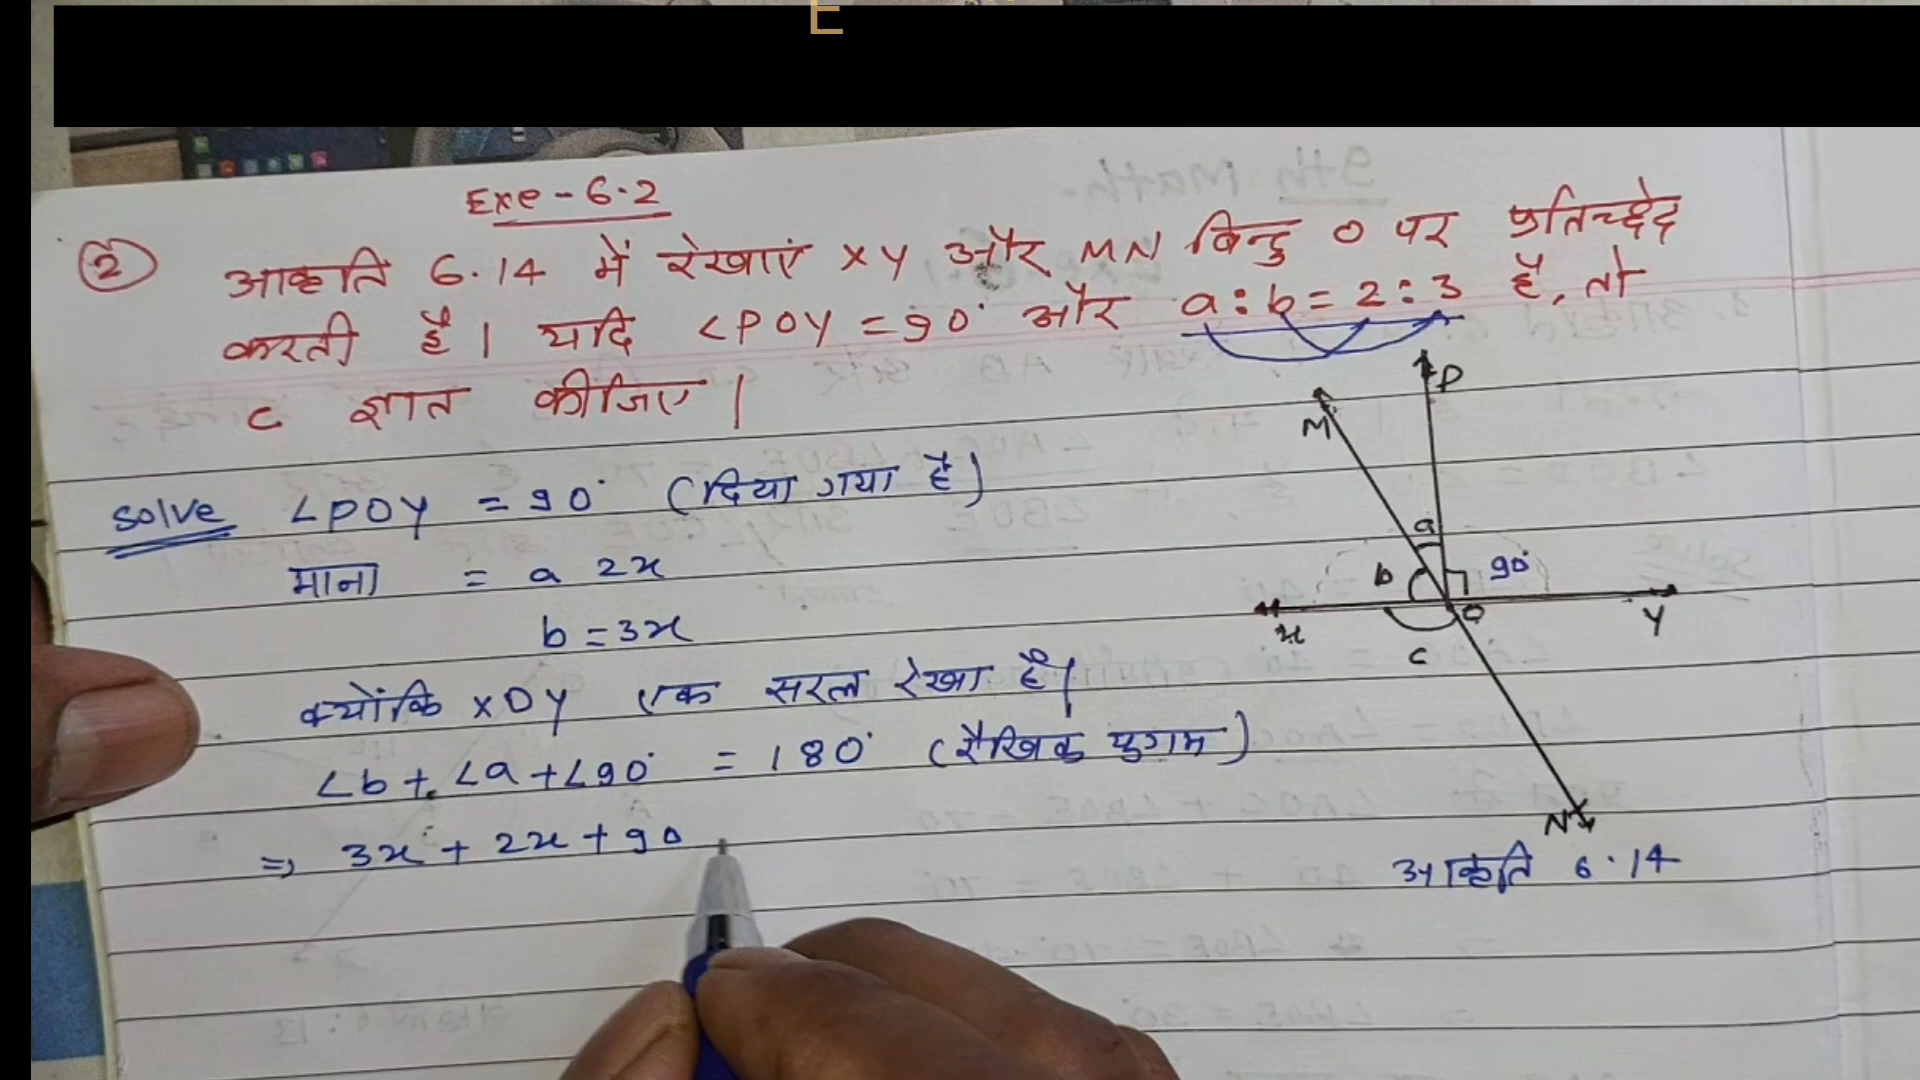 E
Exe - 6.2
② आकृति 6.14 में रेखाएं XY और MN बिन्दु O पर प्रतिच्छेद
करती है । यदि ∠POY = 90° और a : b = 2 : 3 है, तो
c ज्ञात कीजिए ।
Solve ∠POY = 90° (दिया गया है)
माना = a 2x
b = 3x
क्योंकि XOY एक सरल रेखा है।
∠b + ∠a + ∠90° = 180° (रैखिक युगम)
⇒ 3x + 2x + 90
P
M
a
b
90°
x
O
Y
c
N
आकृति 6.14